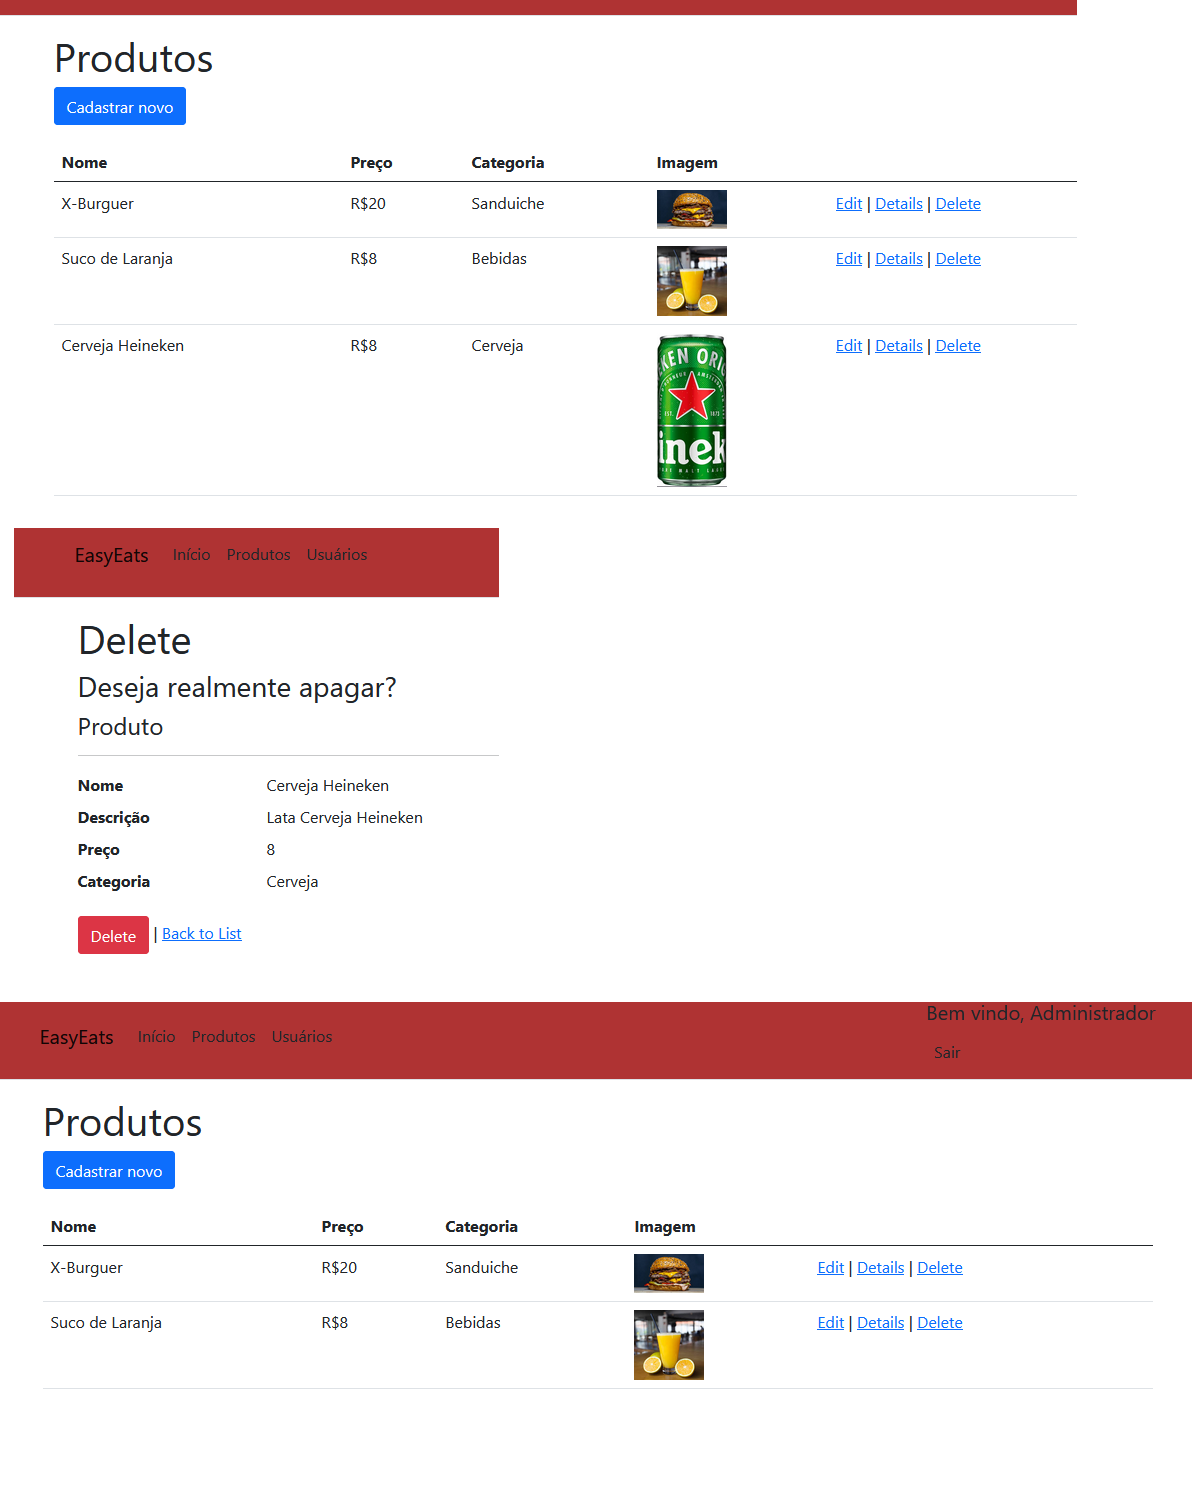 Produtos
Cadastrar novo
Nome Preço Categoria Imagem
X-Burguer R$20 Sanduiche Edit | Details | Delete
Suco de Laranja R$8 Bebidas Edit | Details | Delete
Cerveja Heineken R$8 Cerveja Edit | Details | Delete
EasyEats Início Produtos Usuários
Delete
Deseja realmente apagar?
Produto
Nome Cerveja Heineken
Descrição Lata Cerveja Heineken
Preço 8
Categoria Cerveja
Delete | Back to List
Bem vindo, Administrador
EasyEats Início Produtos Usuários
Sair
Produtos
Cadastrar novo
Nome Preço Categoria Imagem
X-Burguer R$20 Sanduiche Edit | Details | Delete
Suco de Laranja R$8 Bebidas Edit | Details | Delete